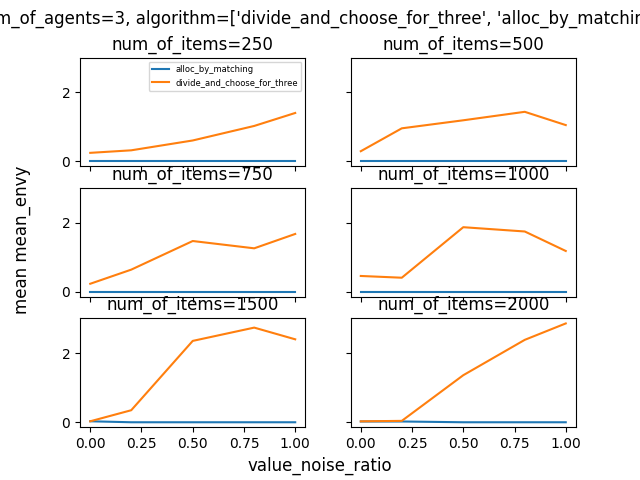 m_of_agents=3, algorithm=['divide_and_choose_for_three', 'alloc_by_matchin
num_of_items=250
num_of_items=500
alloc_by_matching
divide_and_choose_for_three
2
0
num_of_items=750
num_of_items=1000
2
0
mean mean_envy
num_of_items=1500
num_of_items=2000
2
0
0.00 0.25 0.50 0.75 1.00
0.00 0.25 0.50 0.75 1.00
value_noise_ratio